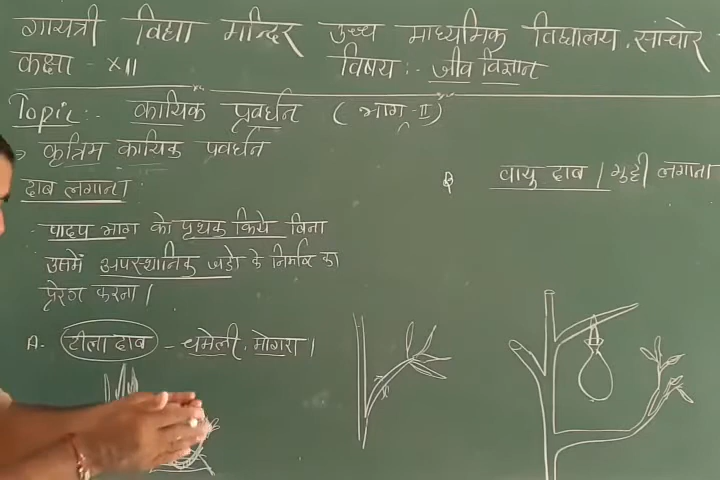 गायत्री विद्या मन्दिर उच्च माध्यमिक विद्यालय, सांचोर
कक्षा - XII विषय :- जीव विज्ञान
Topic :- कायिक प्रवर्धन ( भाग - II )
कृत्रिम कायिक प्रवर्धन
दाब लगाना :
B वायु दाब / गुट्टी लगाना
पादप भाग को पृथक किये बिना
उसमें अपस्थानिक जड़ो के निर्माण का
प्रेरण करना।
A- टीला दाब - चमेली, मोगरा।